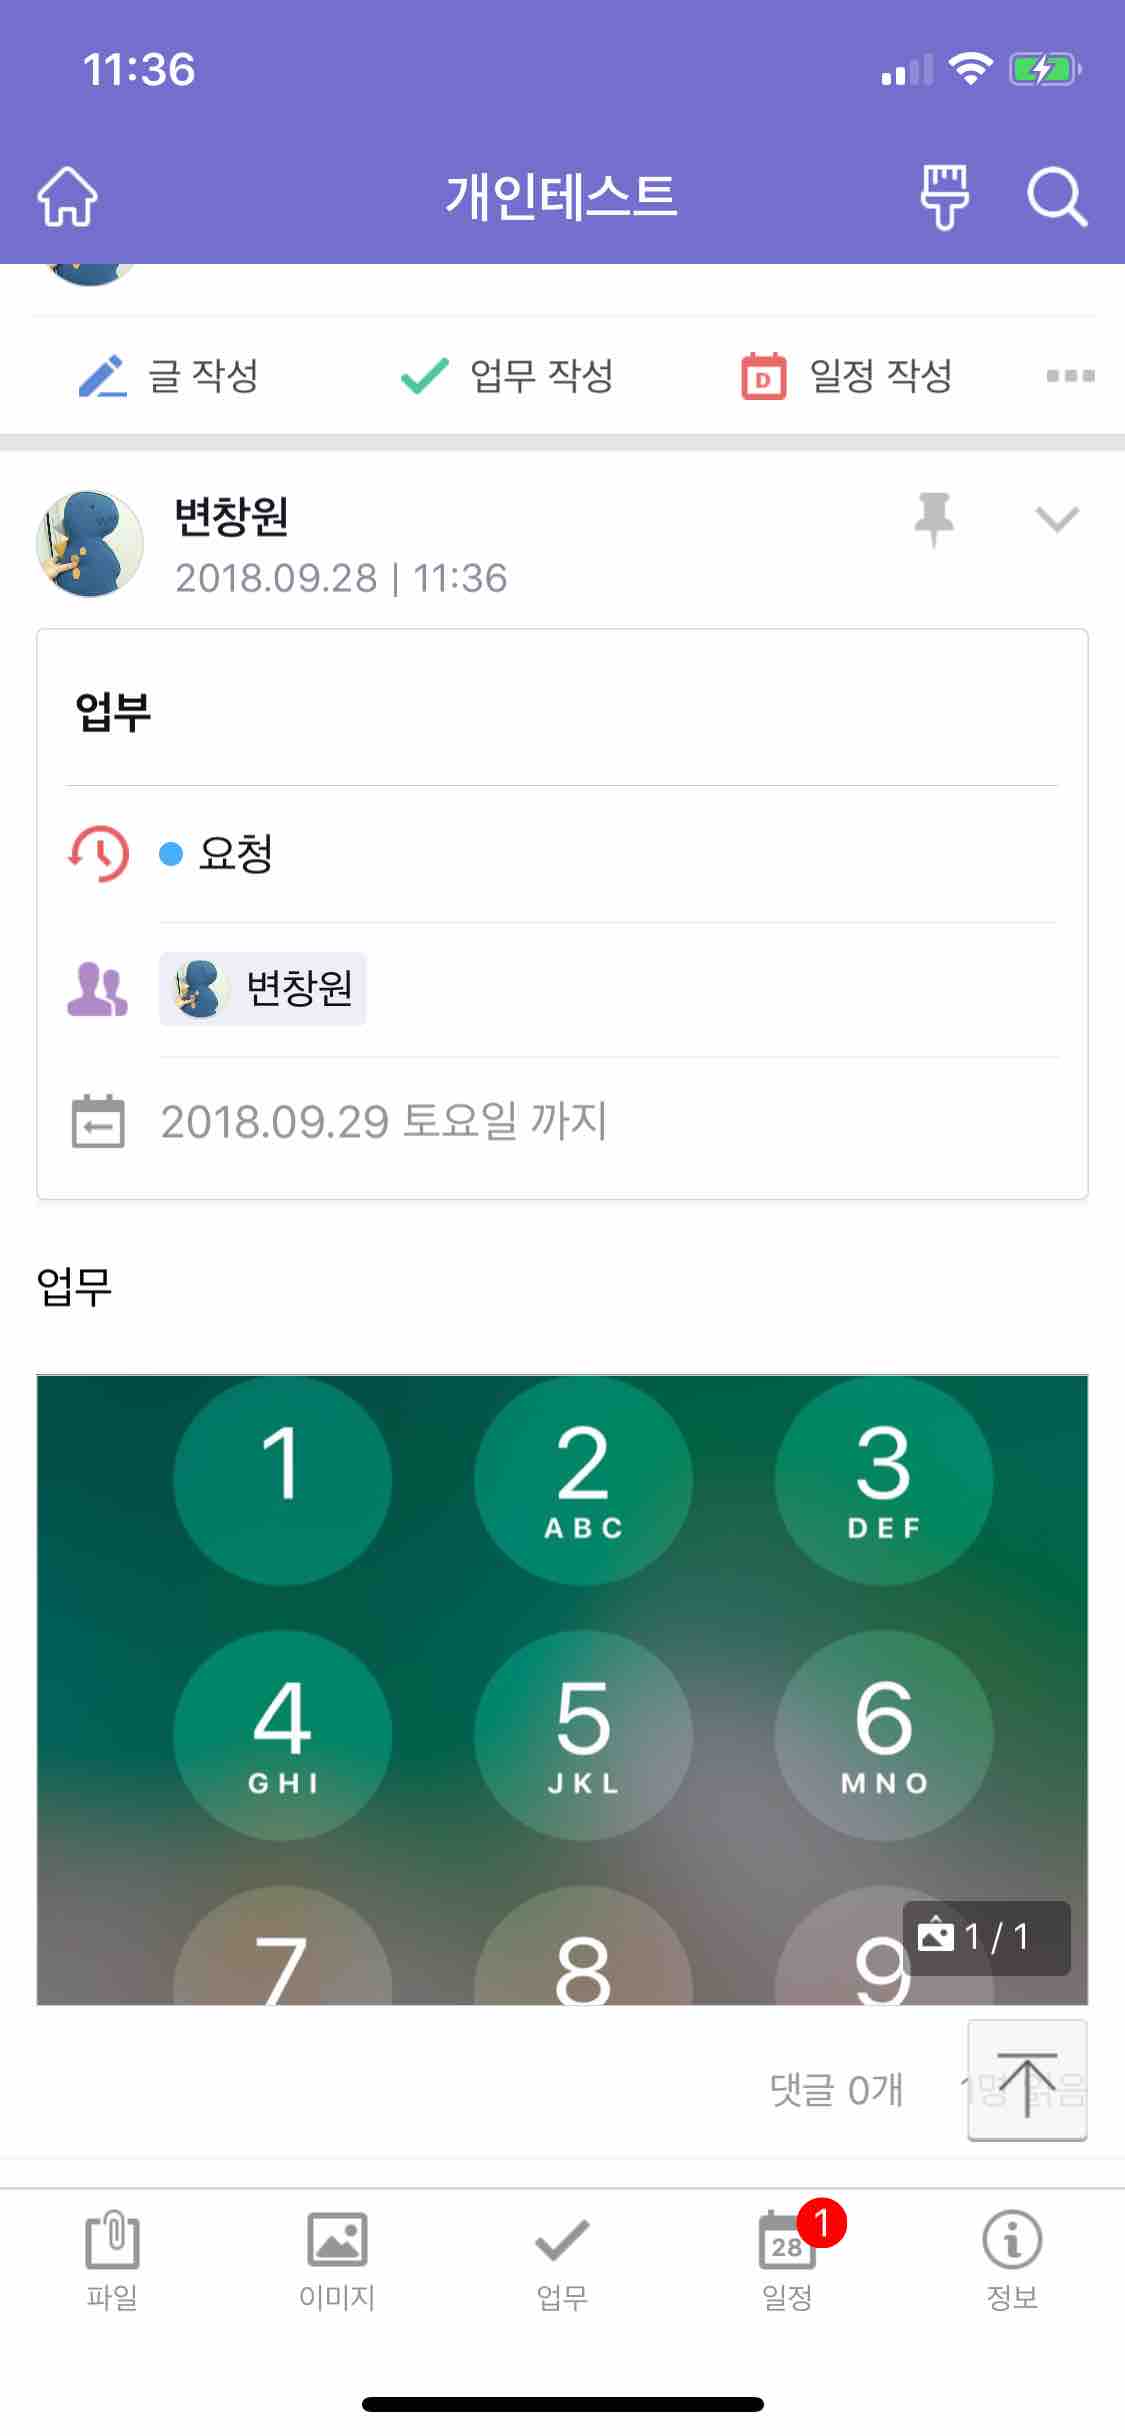 11:36
개인테스트
글 작성 업무 작성 일정 작성
D
변창원
2018.09.28 | 11:36
업부
요청
변창원
2018.09.29 토요일 까지
업무
1 2 3
ABC DEF
4 5 6
GHI JKL MNO
7 8 9
1 / 1
댓글 0개 1명 읽음
28 1
파일 이미지 업무 일정 정보